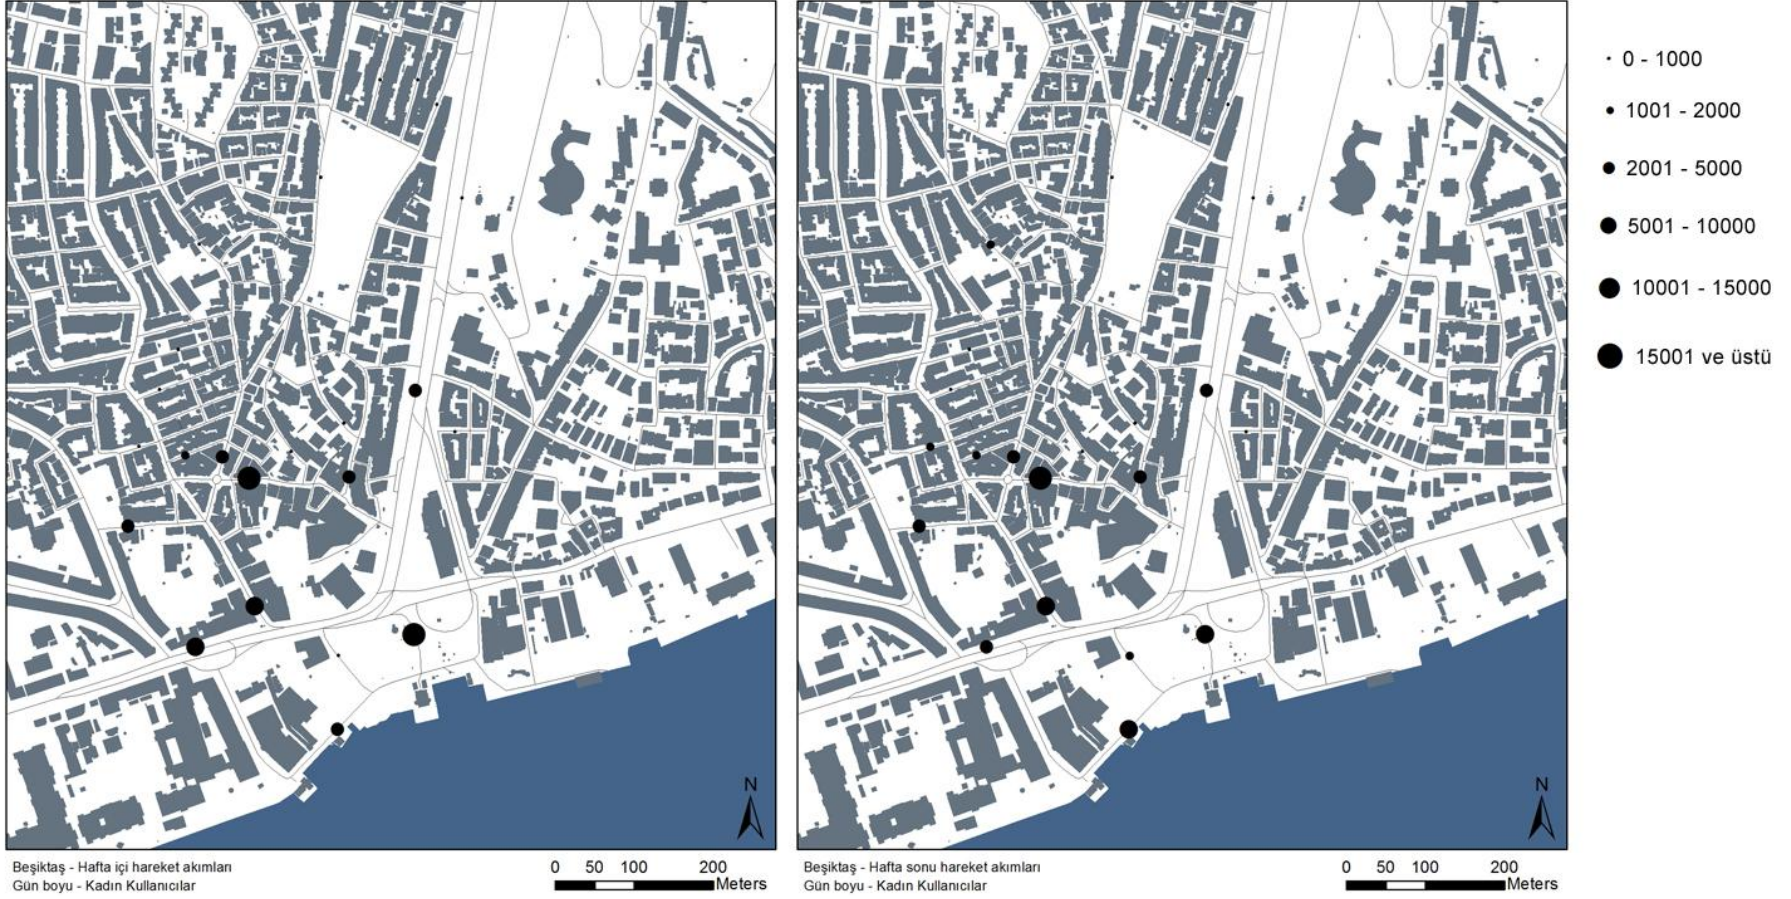 0 - 1000
1001 - 2000
2001 - 5000
5001 - 10000
10001 - 15000
15001 ve üstü
N
N
Beşiktaş - Hafta içi hareket akımları
Gün boyu - Kadın Kullanıcılar
0 50 100 200
Meters
Beşiktaş - Hafta sonu hareket akımları
Gün boyu - Kadın Kullanıcılar
0 50 100 200
Meters